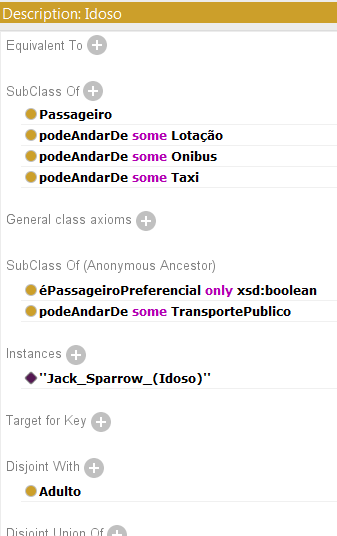 Description: Idoso
Equivalent To
SubClass Of
Passageiro
podeAndarDe some Lotação
podeAndarDe some Onibus
podeAndarDe some Taxi
General class axioms
SubClass Of (Anonymous Ancestor)
éPassageiroPreferencial only xsd:boolean
podeAndarDe some TransportePublico
Instances
"Jack_Sparrow_(Idoso)"
Target for Key
Disjoint With
Adulto
Disjoint Union Of